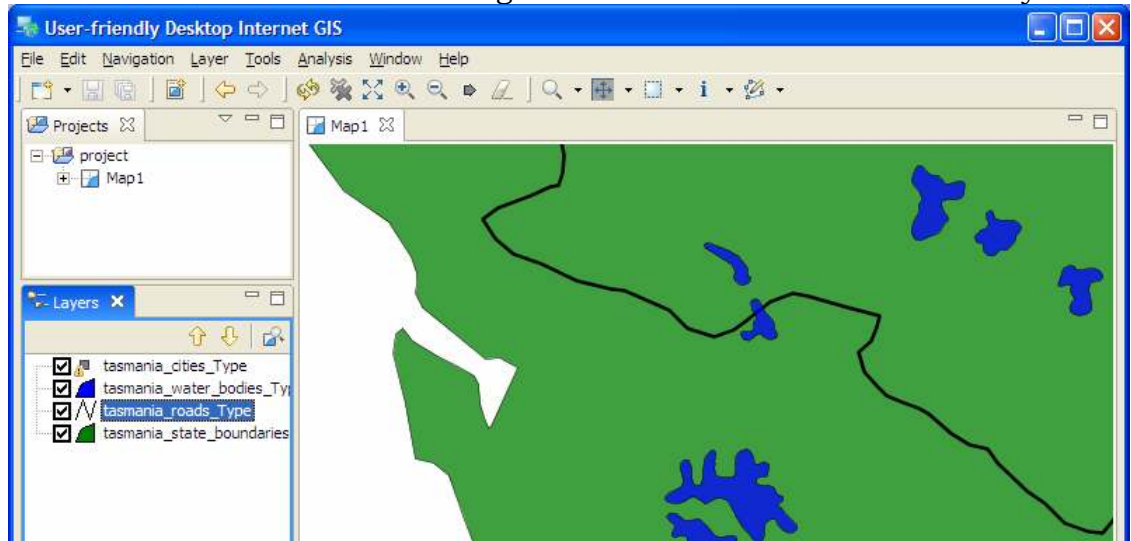 User-friendly Desktop Internet GIS
File Edit Navigation Layer Tools Analysis Window Help
Projects
Map1
project
Map1
Layers
tasmania_cities_Type
tasmania_water_bodies_Ty
tasmania_roads_Type
tasmania_state_boundaries